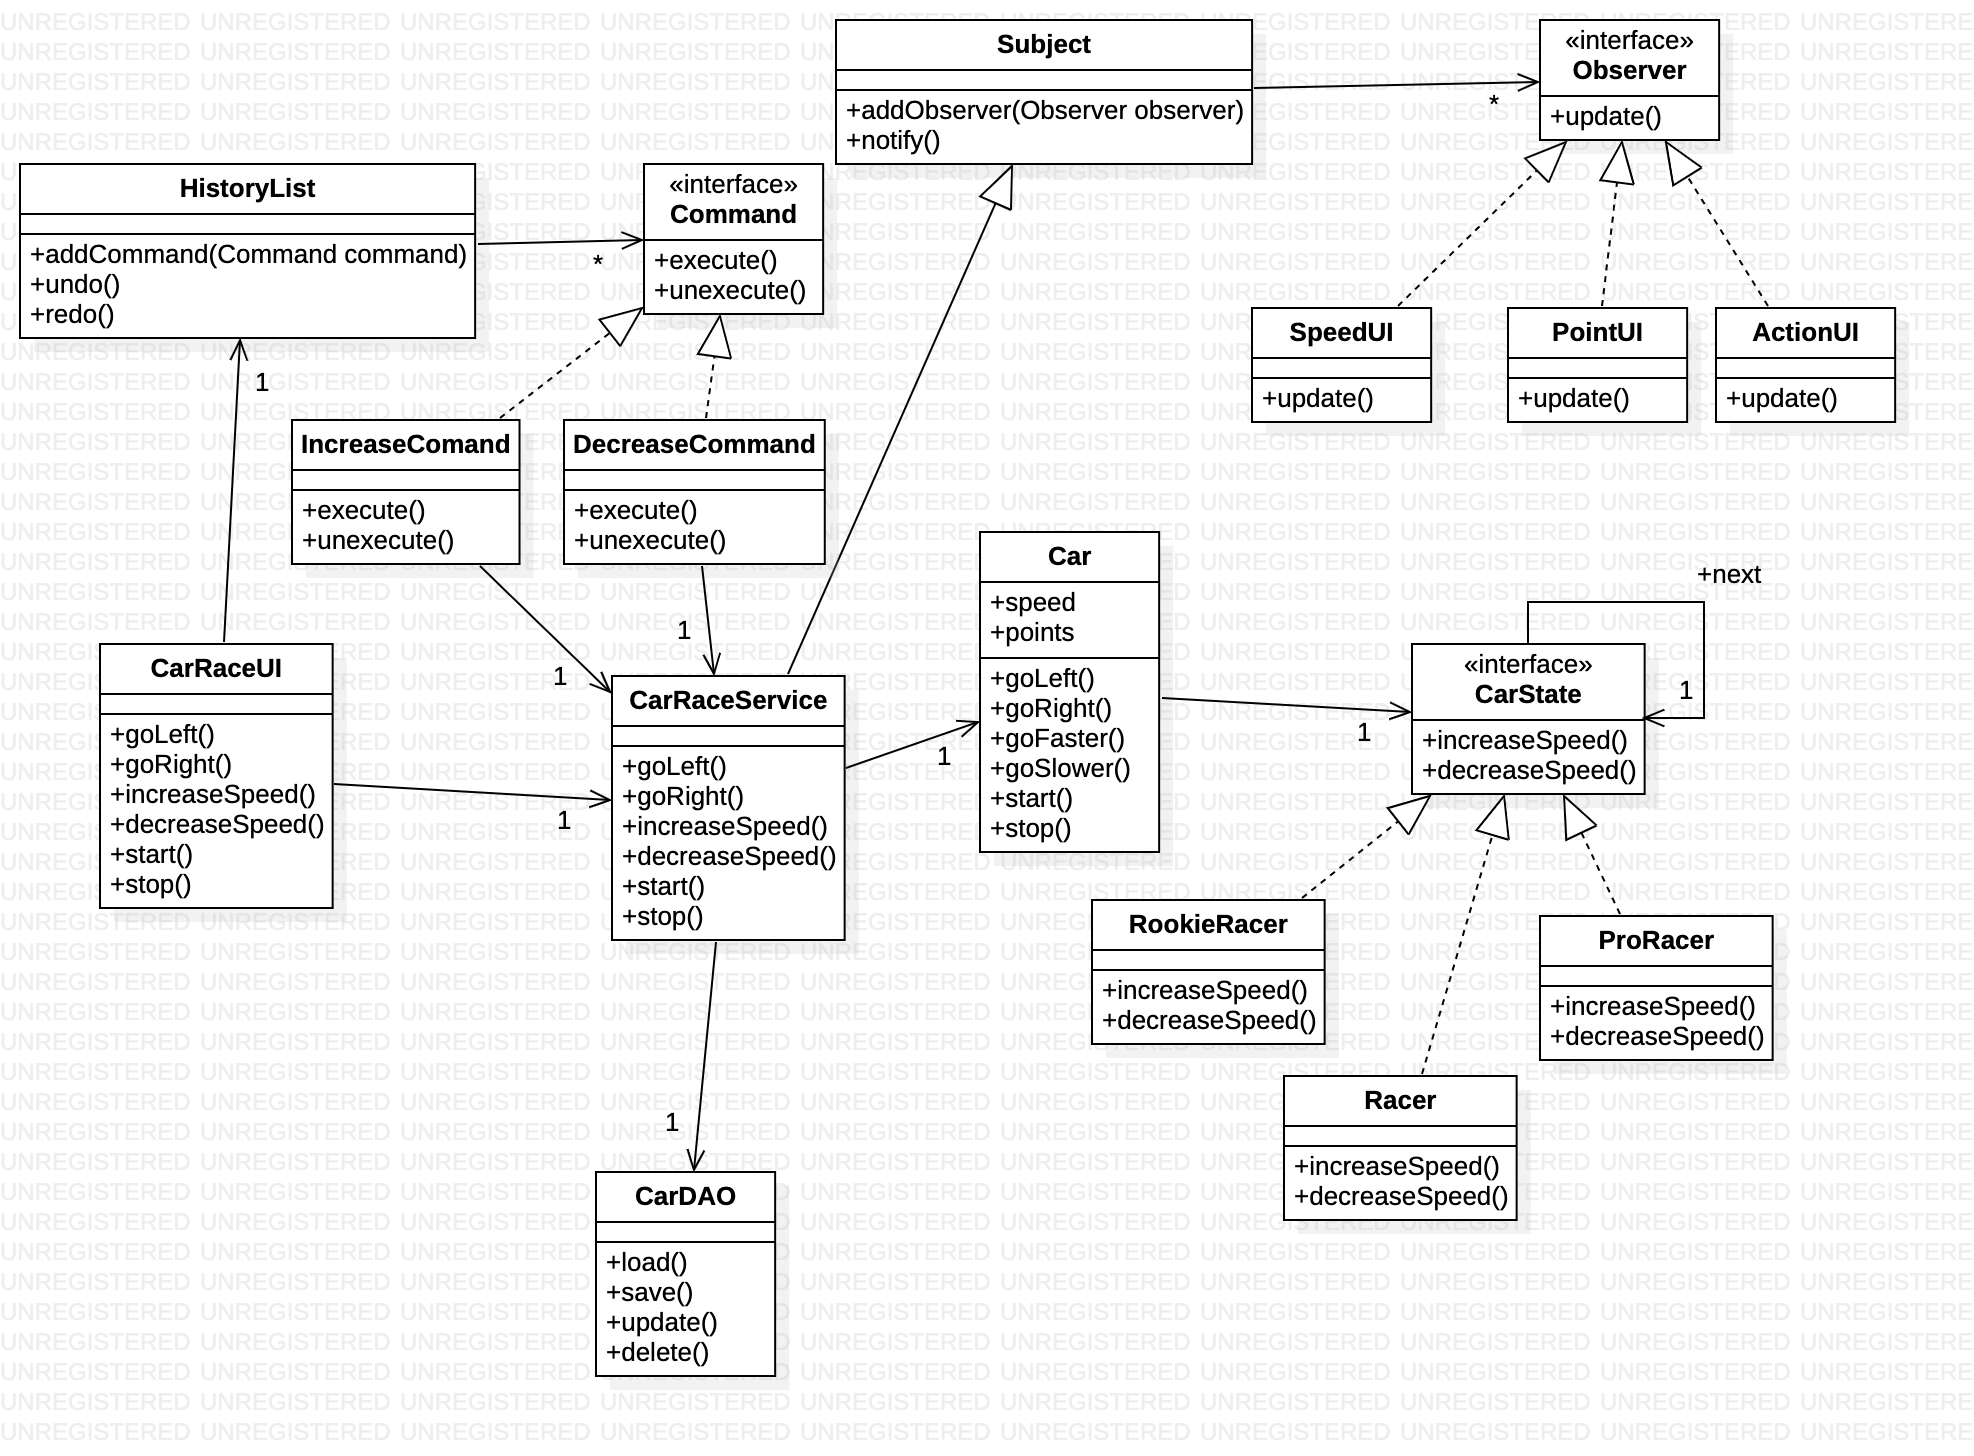 Subject
+addObserver(Observer observer)
+notify()
«interface»
Observer
+update()
*
HistoryList
+addCommand(Command command)
+undo()
+redo()
*
1
«interface»
Command
+execute()
+unexecute()
SpeedUI
+update()
PointUI
+update()
ActionUI
+update()
IncreaseComand
+execute()
+unexecute()
DecreaseCommand
+execute()
+unexecute()
1
1
CarRaceUI
+goLeft()
+goRight()
+increaseSpeed()
+decreaseSpeed()
+start()
+stop()
1
CarRaceService
+goLeft()
+goRight()
+increaseSpeed()
+decreaseSpeed()
+start()
+stop()
1
Car
+speed
+points
+goLeft()
+goRight()
+goFaster()
+goSlower()
+start()
+stop()
1
+next
1
«interface»
CarState
+increaseSpeed()
+decreaseSpeed()
RookieRacer
+increaseSpeed()
+decreaseSpeed()
ProRacer
+increaseSpeed()
+decreaseSpeed()
Racer
+increaseSpeed()
+decreaseSpeed()
1
CarDAO
+load()
+save()
+update()
+delete()
UNREGISTERED